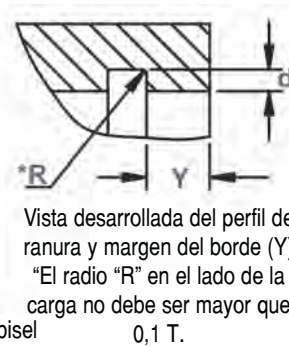 d
*R
Y
Vista desarrollada del perfil de
ranura y margen del borde (Y)
“El radio “R” en el lado de la
carga no debe ser mayor que
0,1 T.